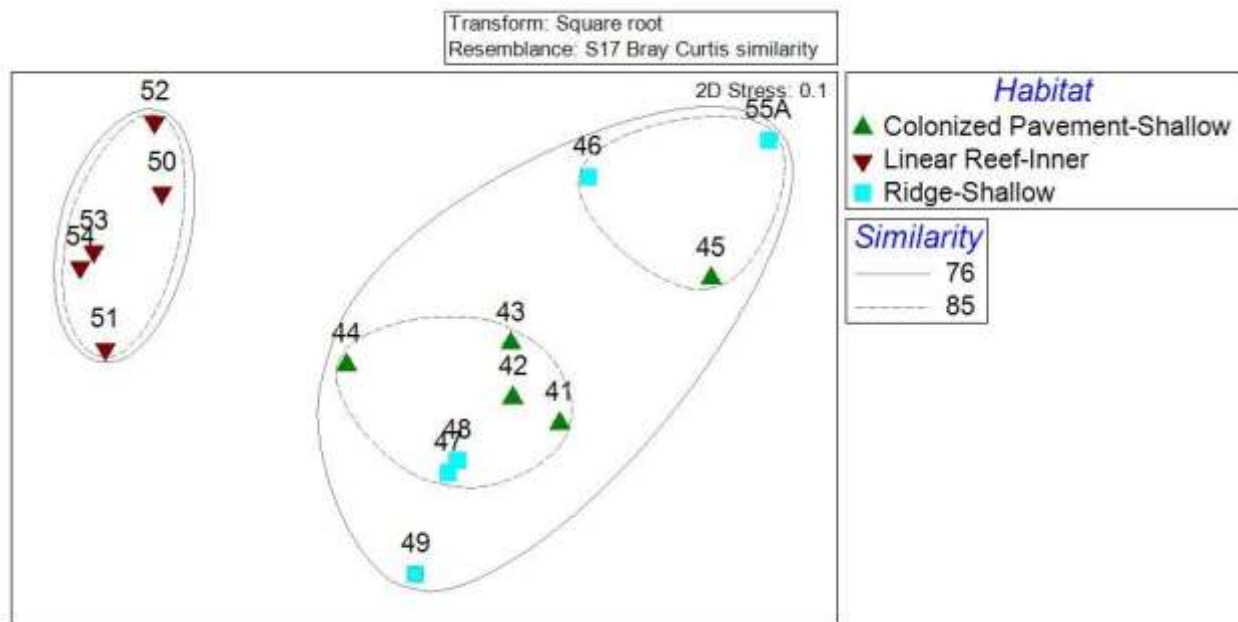 Transform: Square root
Resemblance: S17 Bray Curtis similarity
2D Stress: 0.1
52
55A
50
46
53
54
45
51
43
44
42
41
48
47
49
Habitat
Colonized Pavement-Shallow
Linear Reef-Inner
Ridge-Shallow
Similarity
76
85